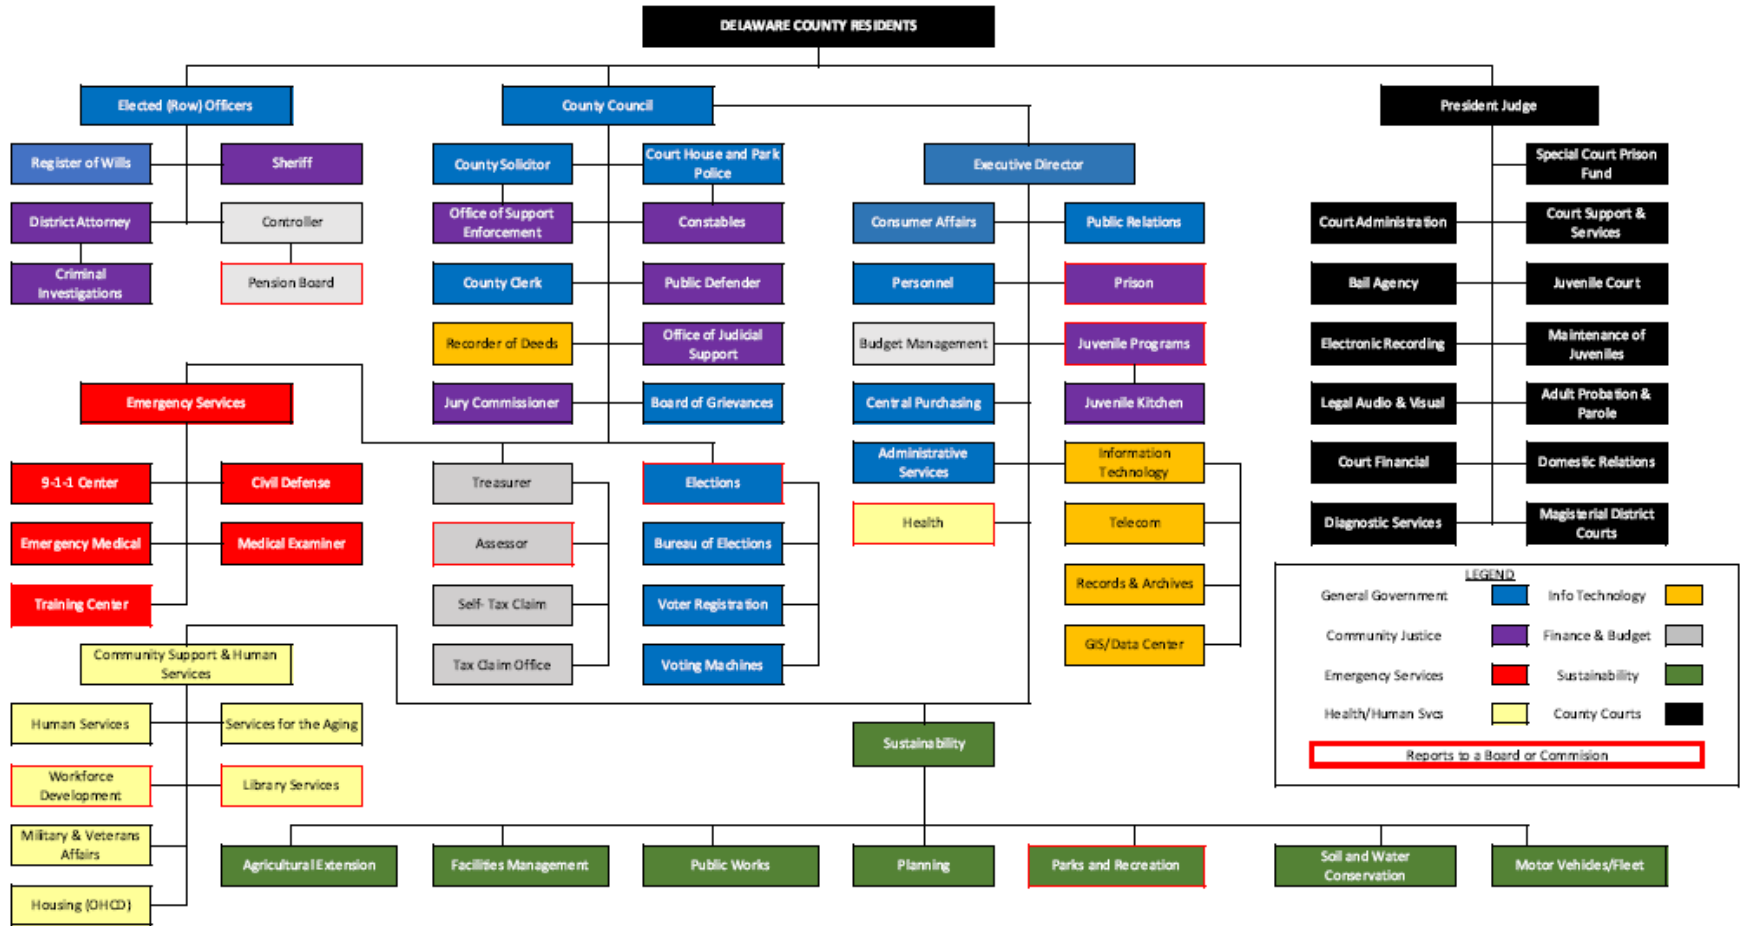 DELAWARE COUNTY RESIDENTS
Elected (Row) Officers
County Council
President Judge
Register of Wills
Sheriff
District Attorney
Controller
Criminal
Investigations
Pension Board
County Solicitor
Court House and Park
Police
Office of Support
Enforcement
Constables
County Clerk
Public Defender
Recorder of Deeds
Office of Judicial
Support
Jury Commissioner
Board of Grievances
Treasurer
Elections
Assessor
Bureau of Elections
Self- Tax Claim
Voter Registration
Tax Claim Office
Voting Machines
Executive Director
Consumer Affairs
Public Relations
Personnel
Prison
Budget Management
Juvenile Programs
Central Purchasing
Juvenile Kitchen
Administrative
Services
Information
Technology
Health
Telecom
Records & Archives
GIS/Data Center
Special Court Prison
Fund
Court Administration
Court Support &
Services
Bail Agency
Juvenile Court
Electronic Recording
Maintenance of
Juveniles
Legal Audio & Visual
Adult Probation &
Parole
Court Financial
Domestic Relations
Diagnostic Services
Magisterial District
Courts
Emergency Services
9-1-1 Center
Civil Defense
Emergency Medical
Medical Examiner
Training Center
Community Support & Human
Services
Human Services
Services for the Aging
Workforce
Development
Library Services
Military & Veterans
Affairs
Housing (OHCD)
Sustainability
Agricultural Extension
Facilities Management
Public Works
Planning
Parks and Recreation
Soil and Water
Conservation
Motor Vehicles/Fleet
LEGEND
General Government
Info Technology
Community Justice
Finance & Budget
Emergency Services
Sustainability
Health/Human Svcs
County Courts
Reports to a Board or Commision